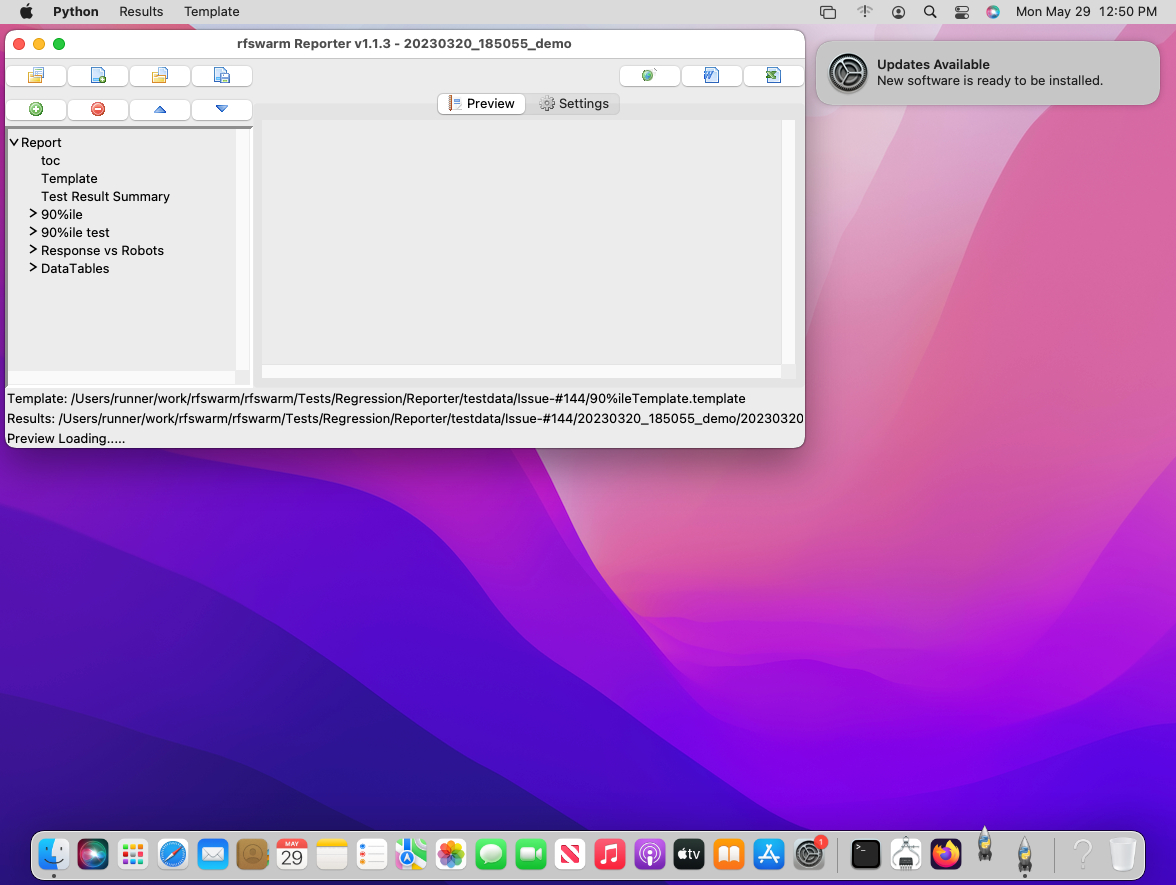 Python Results Template Mon May 29 12:50 PM
rfswarm Reporter v1.1.3 - 20230320_185055_demo
Updates Available
New software is ready to be installed.
Preview Settings
Report
toc
Template
Test Result Summary
90%ile
90%ile test
Response vs Robots
DataTables
Template: /Users/runner/work/rfswarm/rfswarm/Tests/Regression/Reporter/testdata/Issue-#144/90%ileTemplate.template
Results: /Users/runner/work/rfswarm/rfswarm/Tests/Regression/Reporter/testdata/Issue-#144/20230320_185055_demo/20230320
Preview Loading.....
MAY
29
tv
1